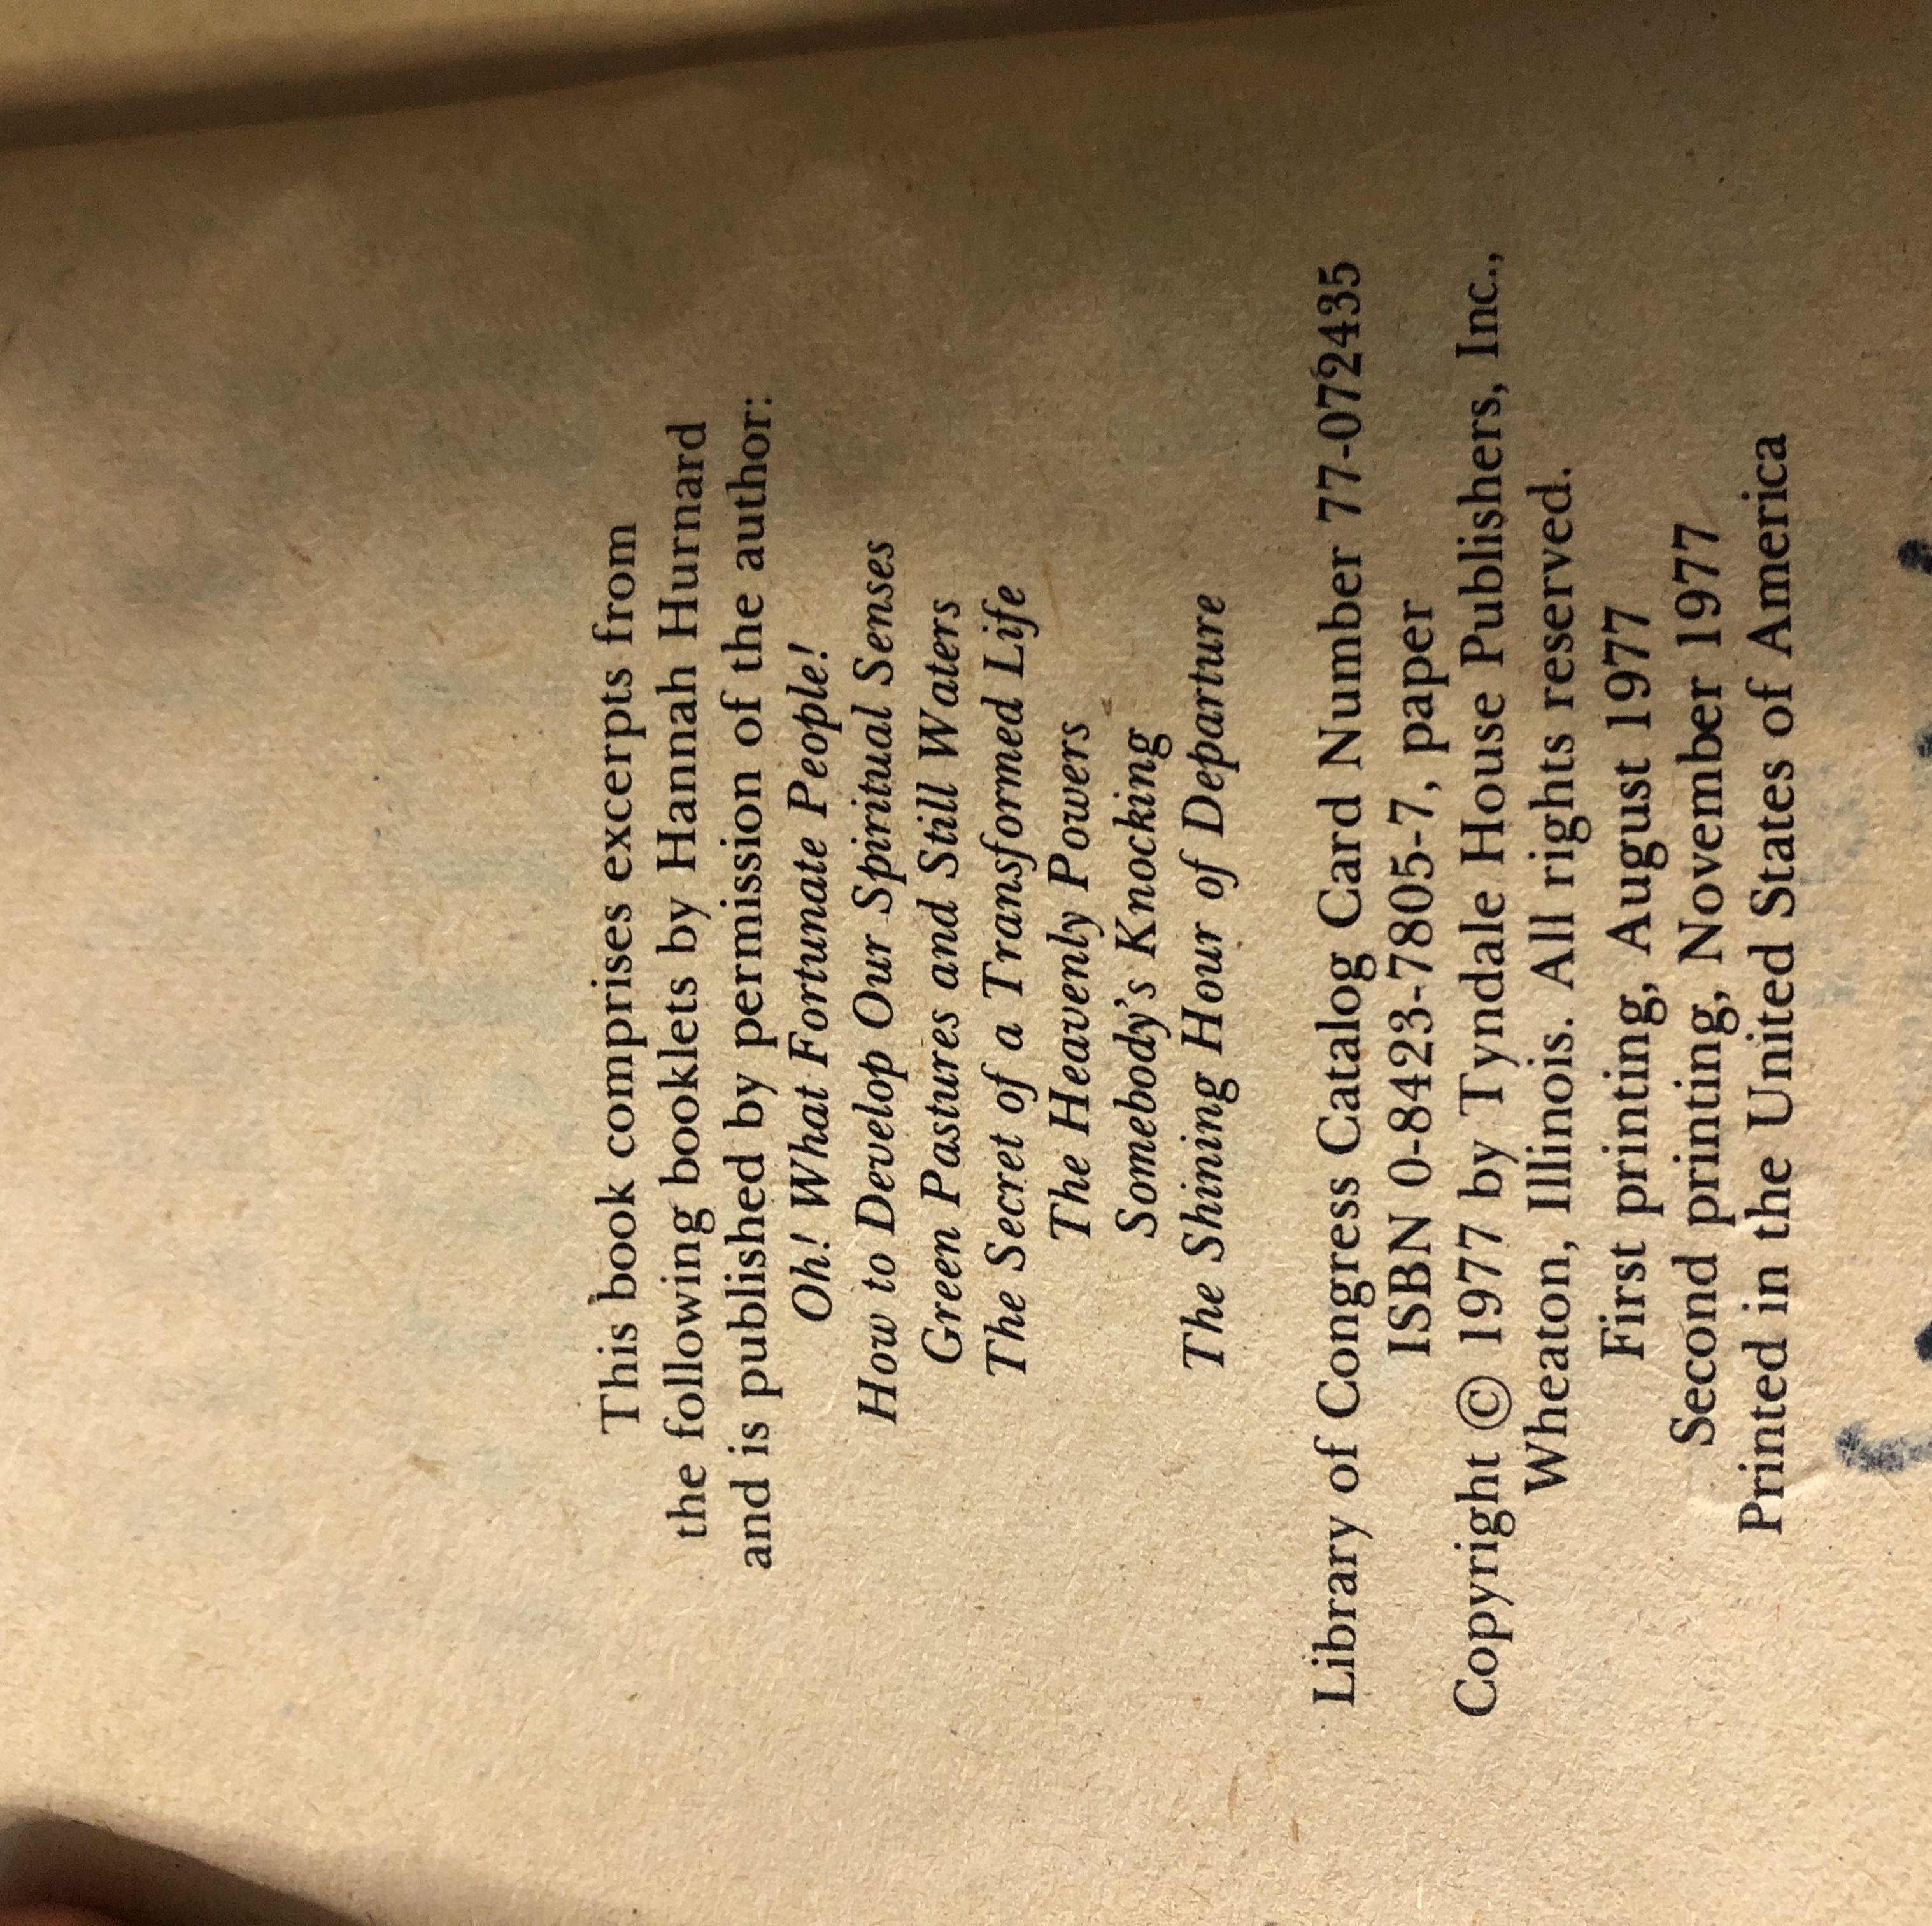 This book comprises excerpts from
the following booklets by Hannah Hurnard
and is published by permission of the author:
Oh! What Fortunate People!
How to Develop Our Spiritual Senses
Green Pastures and Still Waters
The Secret of a Transformed Life
The Heavenly Powers
Somebody's Knocking
The Shining Hour of Departure
Library of Congress Catalog Card Number 77-072435
ISBN 0-8423-7805-7, paper
Copyright © 1977 by Tyndale House Publishers, Inc.,
Wheaton, Illinois. All rights reserved.
First printing, August 1977
Second printing, November 1977
Printed in the United States of America